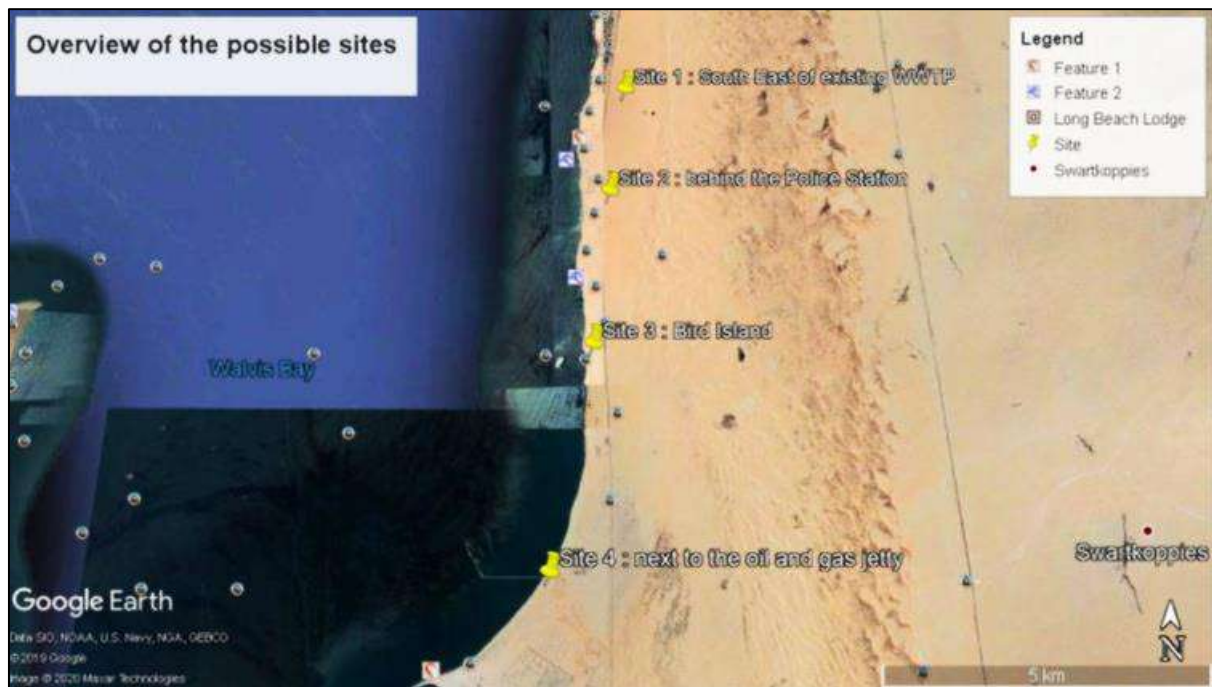 Overview of the possible sites
Legend
Feature 1
Feature 2
Long Beach Lodge
Site
Swartkoppies
Site 1 : South East of existing WWTP
Site 2 : behind the Police Station
Site 3 : Bird Island
Walvis Bay
Swartkoppies
Site 4 : next to the oil and gas jetty
Google Earth
Data SIO, NOAA, U.S. Navy, NGA, GEBCO
© 2019 Google
Image © 2020 Maxar Technologies
N
5 km